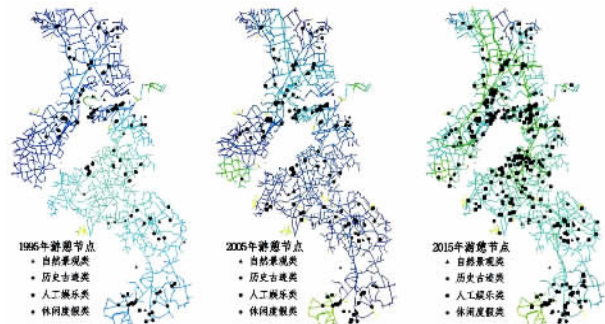 1995年游憩节点
自然景观类
历史古迹类
人工娱乐类
休闲度假类
2005年游憩节点
自然景观类
历史古迹类
人工娱乐类
休闲度假类
2015年游憩节点
自然景观类
历史古迹类
人工娱乐类
休闲度假类